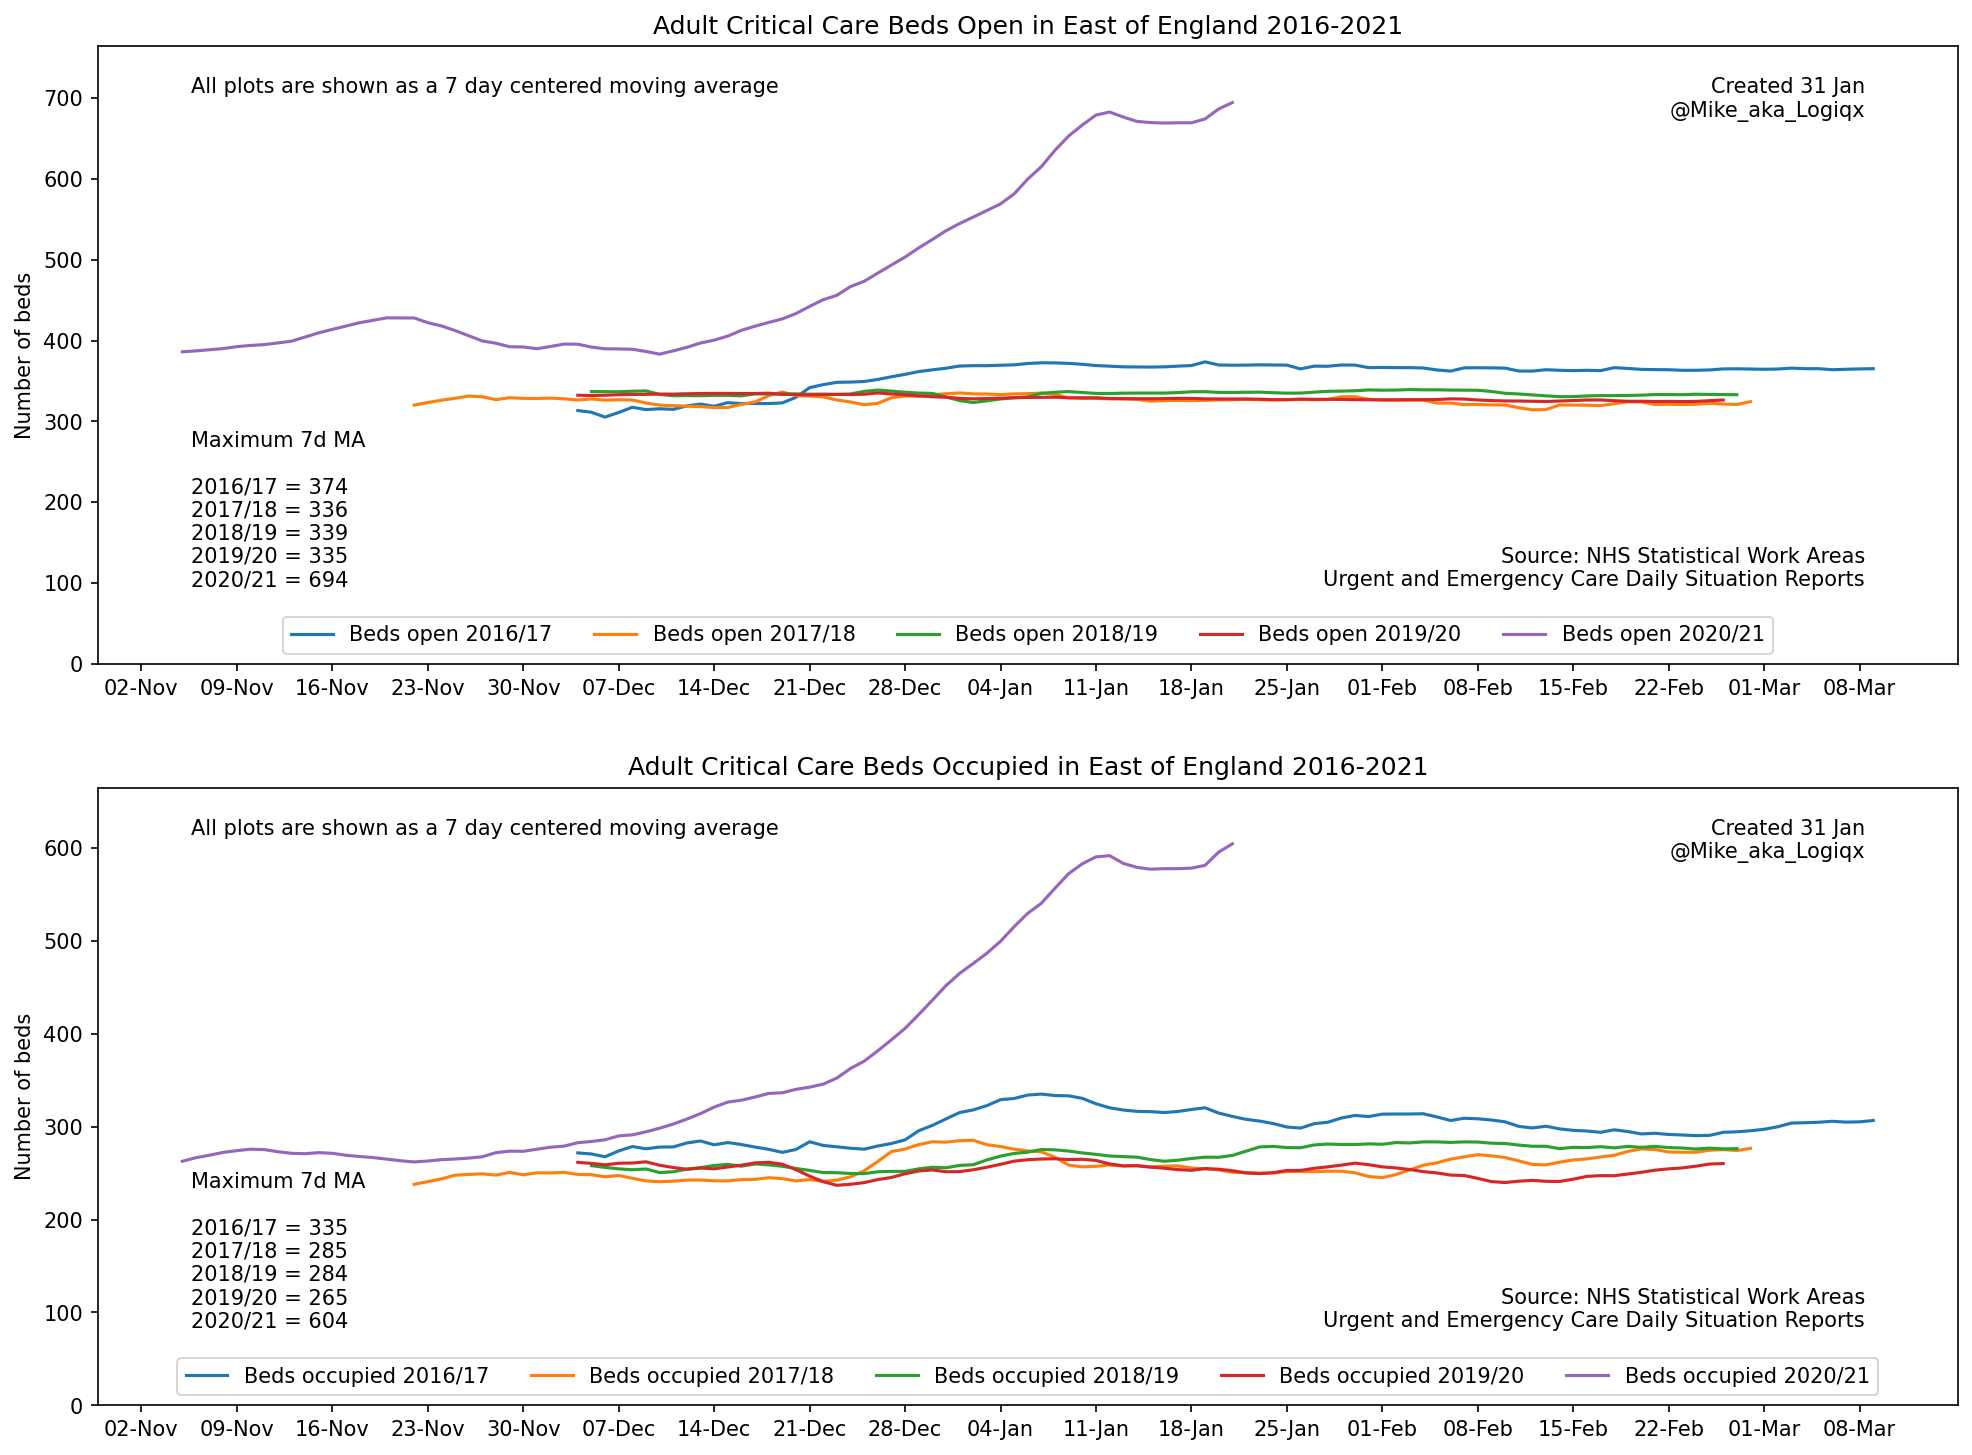 Adult Critical Care Beds Open in East of England 2016-2021
All plots are shown as a 7 day centered moving average
Created 31 Jan
@Mike_aka_Logiqx
Number of beds
700
600
500
400
300
200
100
0
Maximum 7d MA
2016/17 = 374
2017/18 = 336
2018/19 = 339
2019/20 = 335
2020/21 = 694
Source: NHS Statistical Work Areas
Urgent and Emergency Care Daily Situation Reports
Beds open 2016/17 Beds open 2017/18 Beds open 2018/19 Beds open 2019/20 Beds open 2020/21
02-Nov 09-Nov 16-Nov 23-Nov 30-Nov 07-Dec 14-Dec 21-Dec 28-Dec 04-Jan 11-Jan 18-Jan 25-Jan 01-Feb 08-Feb 15-Feb 22-Feb 01-Mar 08-Mar
Adult Critical Care Beds Occupied in East of England 2016-2021
All plots are shown as a 7 day centered moving average
Created 31 Jan
@Mike_aka_Logiqx
Number of beds
600
500
400
300
200
100
0
Maximum 7d MA
2016/17 = 335
2017/18 = 285
2018/19 = 284
2019/20 = 265
2020/21 = 604
Source: NHS Statistical Work Areas
Urgent and Emergency Care Daily Situation Reports
Beds occupied 2016/17 Beds occupied 2017/18 Beds occupied 2018/19 Beds occupied 2019/20 Beds occupied 2020/21
02-Nov 09-Nov 16-Nov 23-Nov 30-Nov 07-Dec 14-Dec 21-Dec 28-Dec 04-Jan 11-Jan 18-Jan 25-Jan 01-Feb 08-Feb 15-Feb 22-Feb 01-Mar 08-Mar